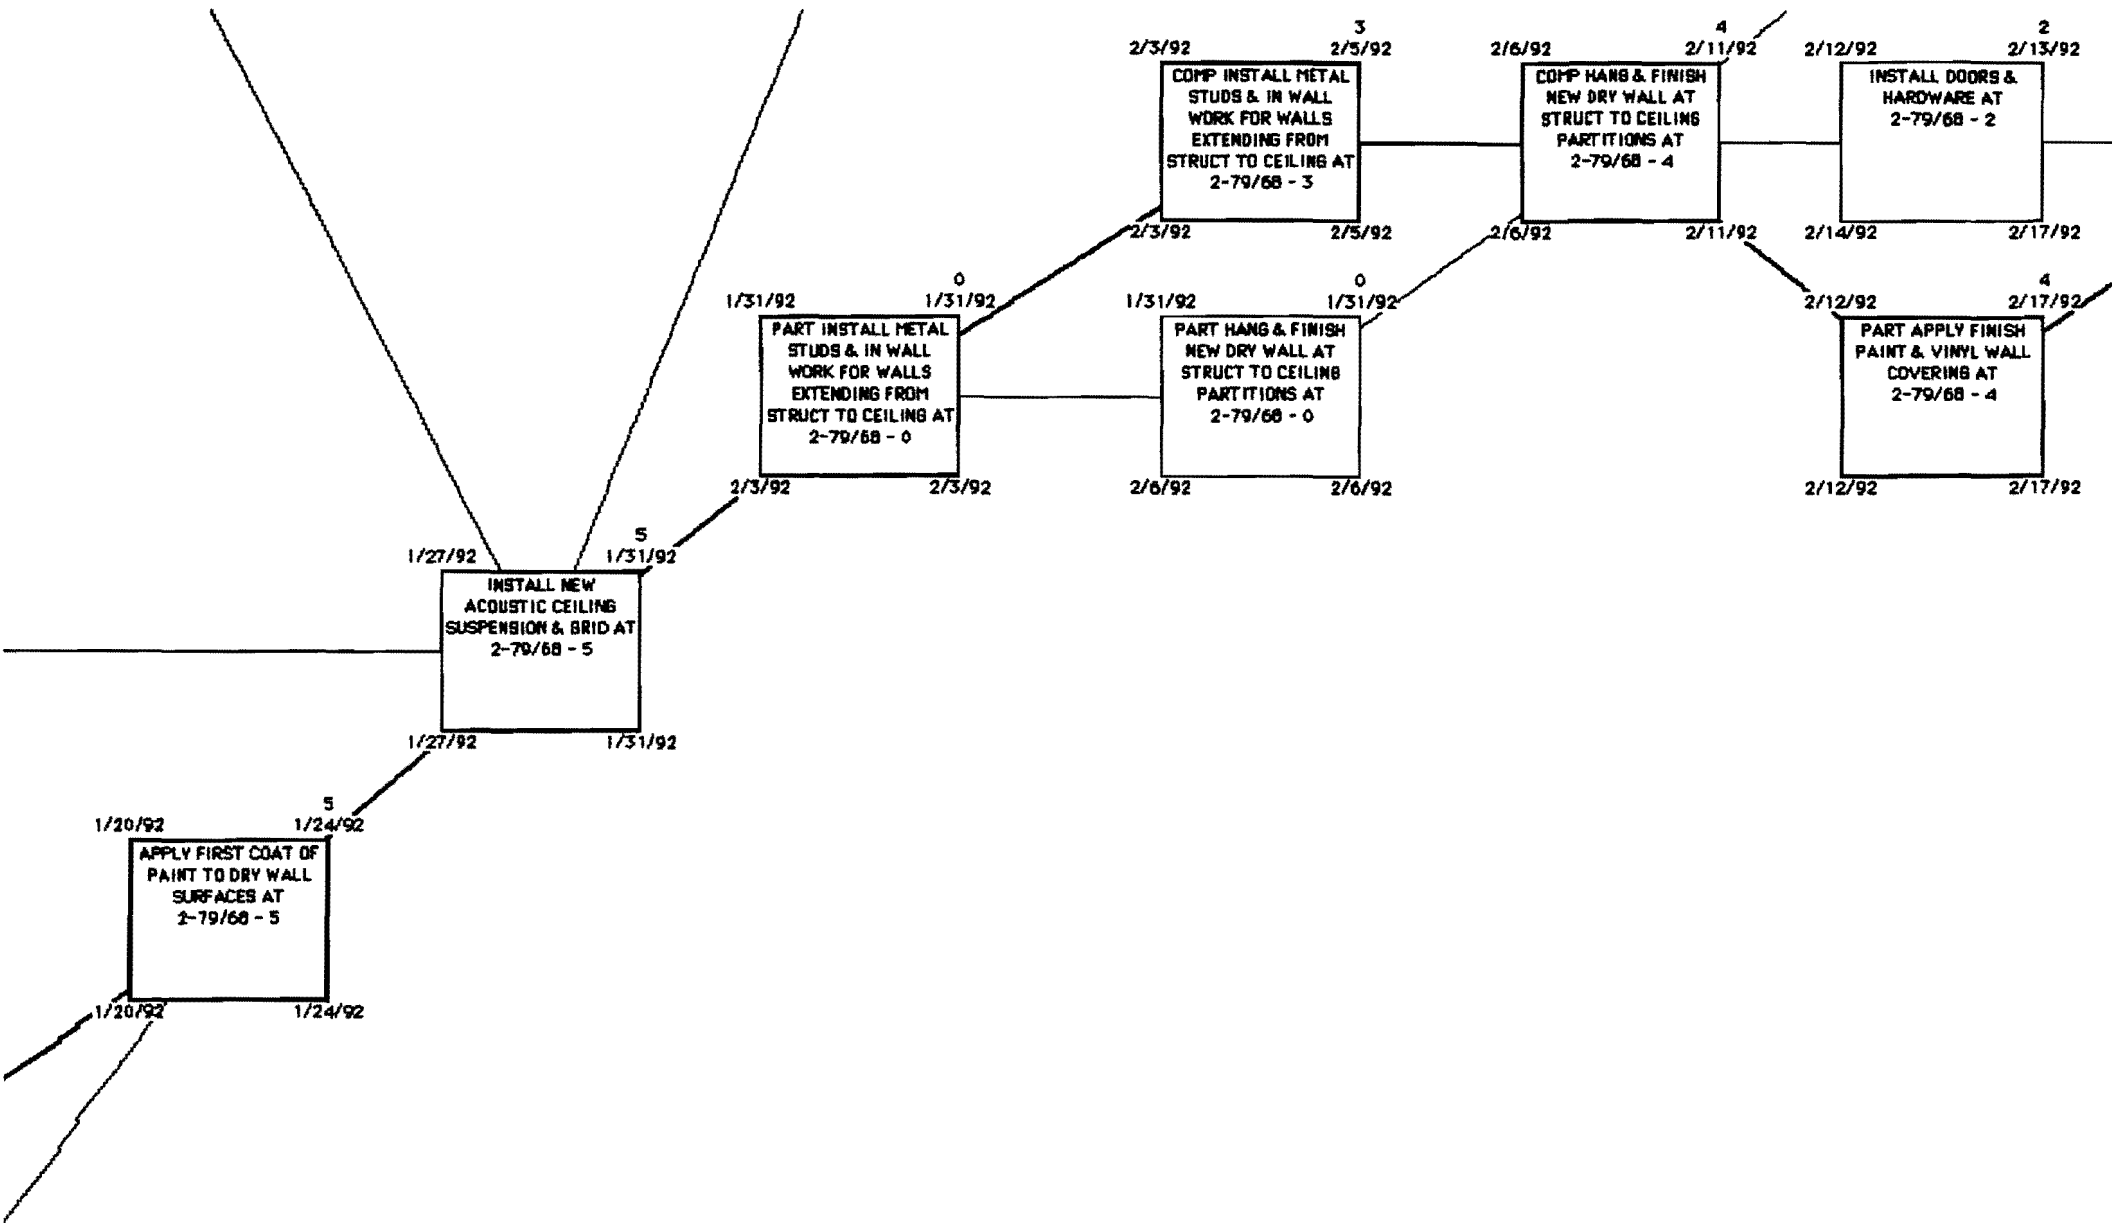 3
2/3/92 2/5/92
COMP INSTALL METAL
STUDS & IN WALL
WORK FOR WALLS
EXTENDING FROM
STRUCT TO CEILING AT
2-79/68 - 3
2/3/92 2/5/92
4
2/6/92 2/11/92
COMP HANG & FINISH
NEW DRY WALL AT
STRUCT TO CEILING
PARTITIONS AT
2-79/68 - 4
2/6/92 2/11/92
2
2/12/92 2/13/92
INSTALL DOORS &
HARDWARE AT
2-79/68 - 2
2/14/92 2/17/92
0
1/31/92 1/31/92
PART INSTALL METAL
STUDS & IN WALL
WORK FOR WALLS
EXTENDING FROM
STRUCT TO CEILING AT
2-79/68 - 0
2/3/92 2/3/92
0
1/31/92 1/31/92
PART HANG & FINISH
NEW DRY WALL AT
STRUCT TO CEILING
PARTITIONS AT
2-79/68 - 0
2/6/92 2/6/92
4
2/12/92 2/17/92
PART APPLY FINISH
PAINT & VINYL WALL
COVERING AT
2-79/68 - 4
2/12/92 2/17/92
5
1/27/92 1/31/92
INSTALL NEW
ACOUSTIC CEILING
SUSPENSION & GRID AT
2-79/68 - 5
1/27/92 1/31/92
5
1/20/92 1/24/92
APPLY FIRST COAT OF
PAINT TO DRY WALL
SURFACES AT
2-79/68 - 5
1/20/92 1/24/92